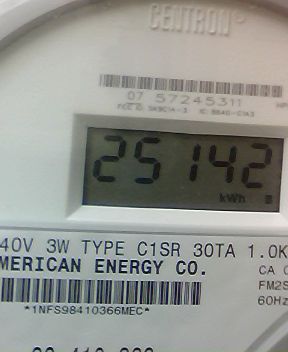 CENTRON®
07 57245311
25142
kWh
40V 3W TYPE C1SR 30TA 1.0K
MERICAN ENERGY CO.
CA
FM2S
60Hz
*1NFS98410366MEC*